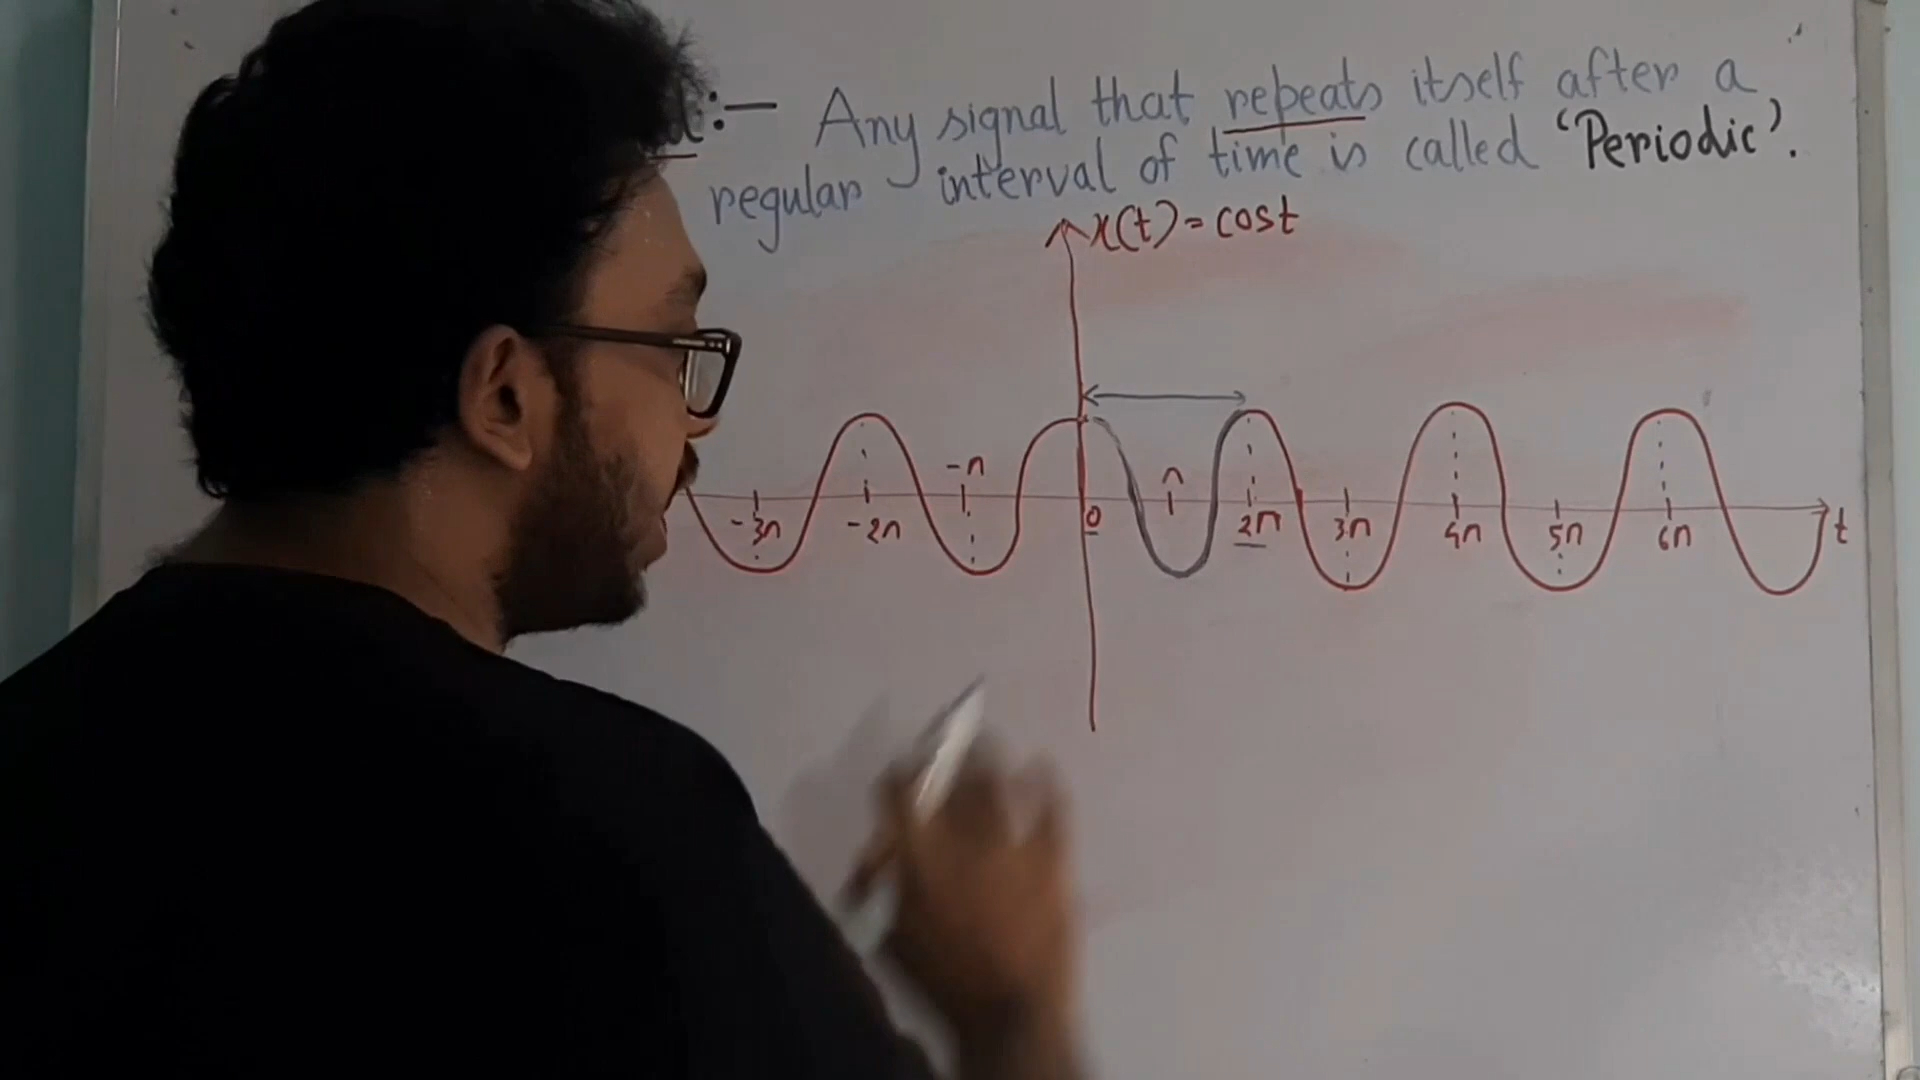 :— Any signal that repeats itself after a
regular interval of time is called 'Periodic'.
x(t) = cost
-π π
-3π -2π 0 2π 3π 4π 5π 6π t